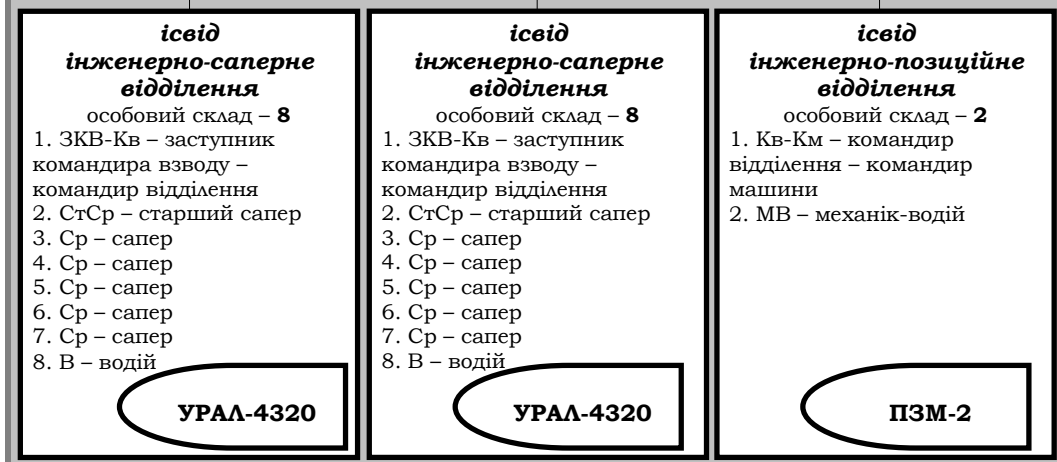 ісвід
інженерно-саперне
відділення
особовий склад – 8
1. ЗКВ-Кв – заступник
командира взводу –
командир відділення
2. СтСр – старший сапер
3. Ср – сапер
4. Ср – сапер
5. Ср – сапер
6. Ср – сапер
7. Ср – сапер
8. В – водій
УРАЛ-4320
ісвід
інженерно-саперне
відділення
особовий склад – 8
1. ЗКВ-Кв – заступник
командира взводу –
командир відділення
2. СтСр – старший сапер
3. Ср – сапер
4. Ср – сапер
5. Ср – сапер
6. Ср – сапер
7. Ср – сапер
8. В – водій
УРАЛ-4320
ісвід
інженерно-позиційне
відділення
особовий склад – 2
1. Кв-Км – командир
відділення – командир
машини
2. МВ – механік-водій
ПЗМ-2